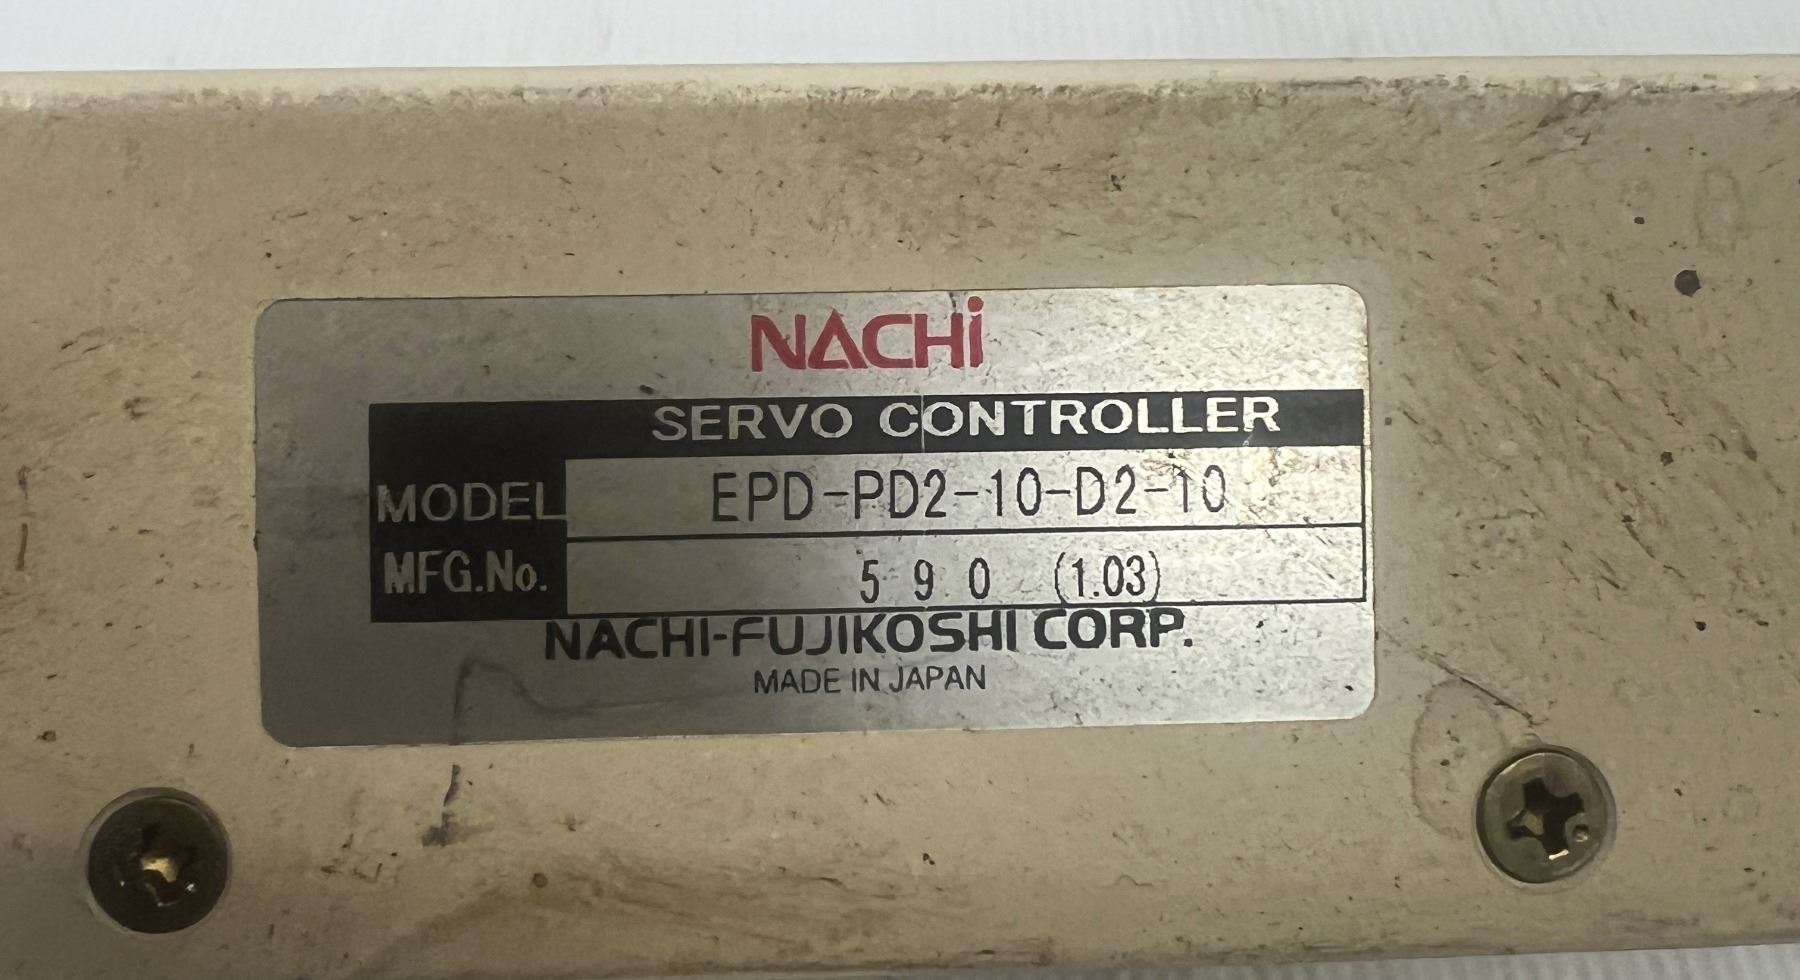 NACHi
SERVO CONTROLLER
MODEL EPD-PD2-10-D2-10
MFG.No. 5 9 0 (1.03)
NACHI-FUJIKOSHI CORP.
MADE IN JAPAN